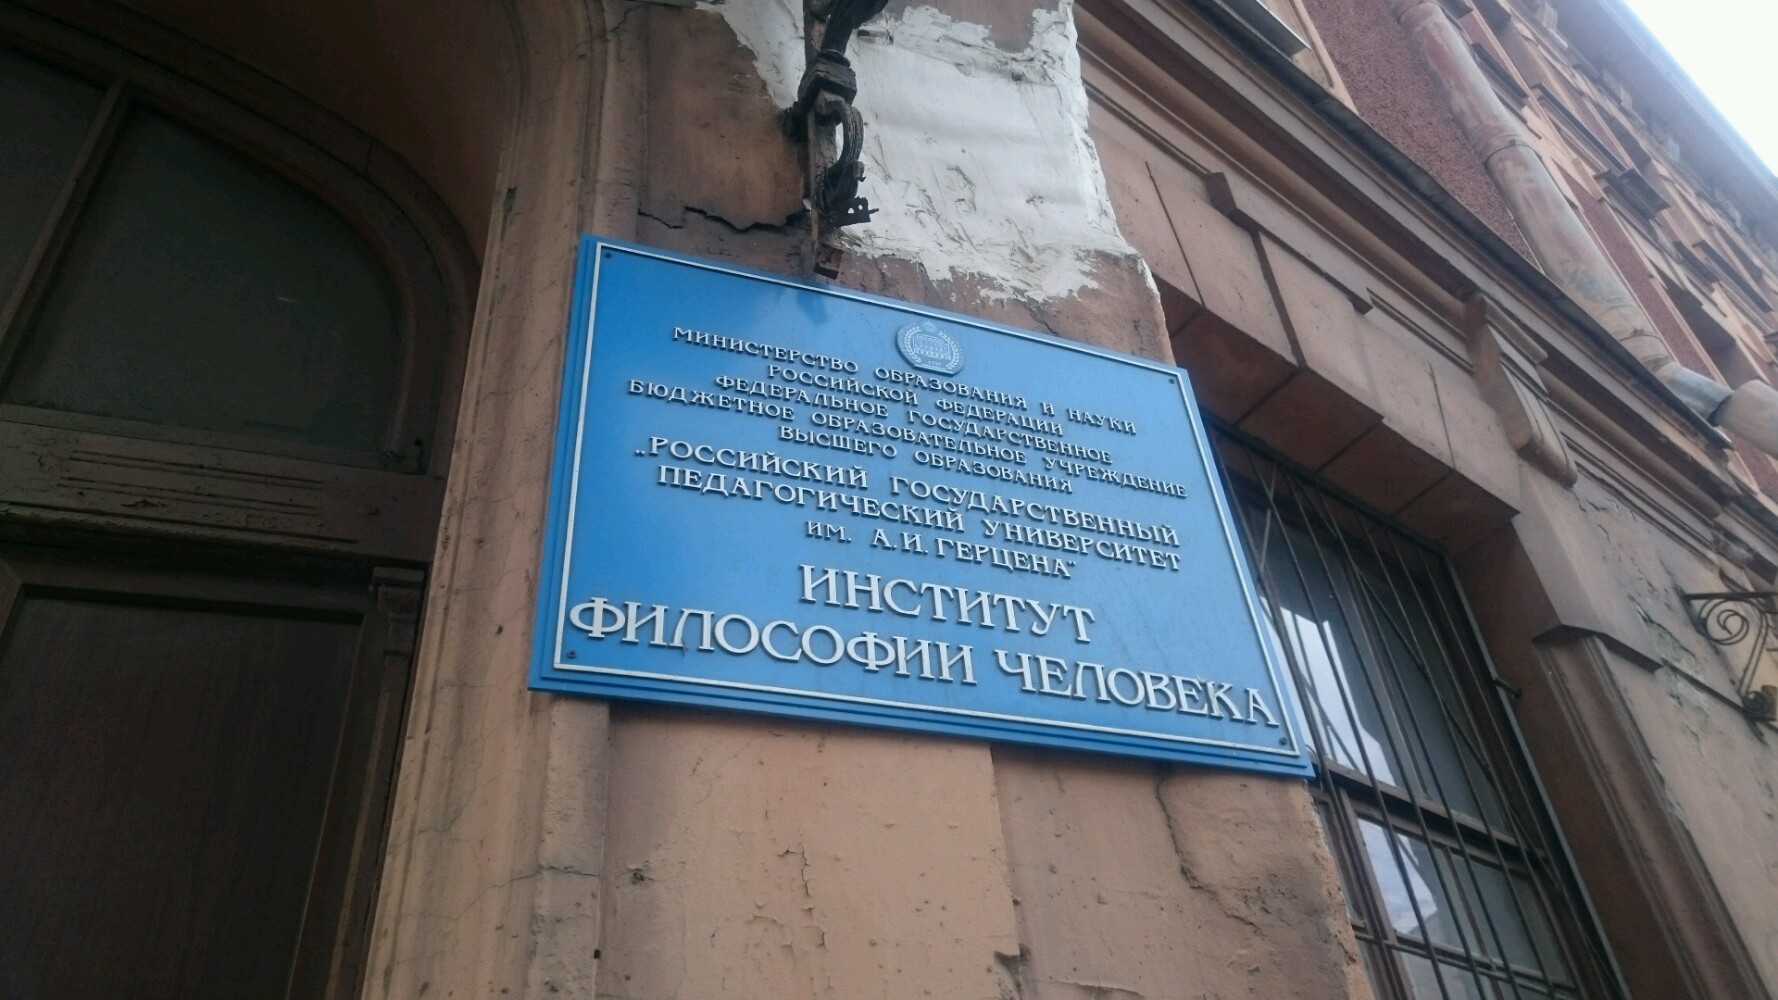 МИНИСТЕРСТВО ОБРАЗОВАНИЯ И НАУКИ
РОССИЙСКОЙ ФЕДЕРАЦИИ
ФЕДЕРАЛЬНОЕ ГОСУДАРСТВЕННОЕ
БЮДЖЕТНОЕ ОБРАЗОВАТЕЛЬНОЕ УЧРЕЖДЕНИЕ
ВЫСШЕГО ОБРАЗОВАНИЯ
„РОССИЙСКИЙ ГОСУДАРСТВЕННЫЙ
ПЕДАГОГИЧЕСКИЙ УНИВЕРСИТЕТ
ИМ. А.И. ГЕРЦЕНА"
ИНСТИТУТ
ФИЛОСОФИИ ЧЕЛОВЕКА